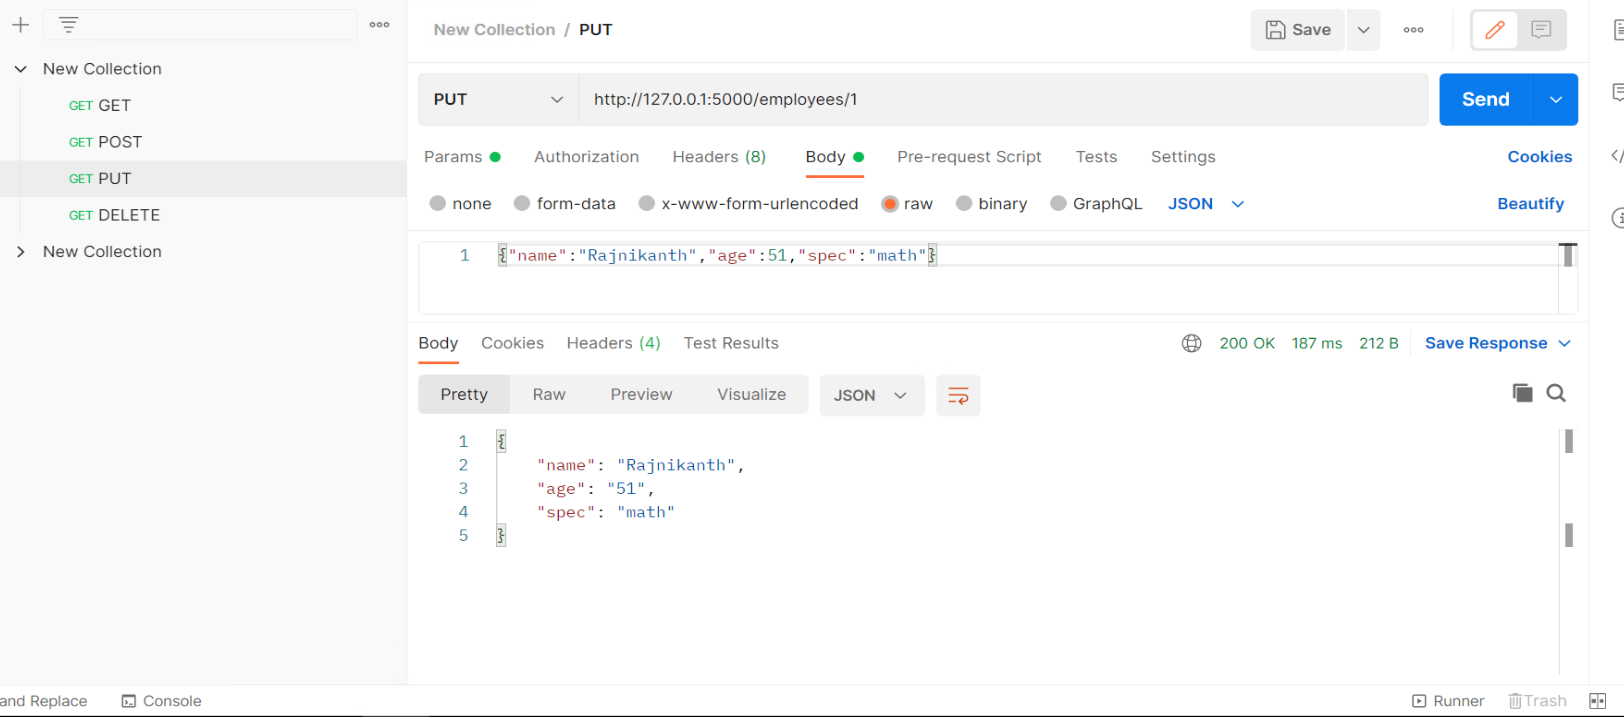 New Collection
GET GET
GET POST
GET PUT
GET DELETE
New Collection
New Collection / PUT
Save
PUT
http://127.0.0.1:5000/employees/1
Send
Params
Authorization
Headers (8)
Body
Pre-request Script
Tests
Settings
Cookies
none
form-data
x-www-form-urlencoded
raw
binary
GraphQL
JSON
Beautify
1 {"name":"Rajnikanth","age":51,"spec":"math"}
Body
Cookies
Headers (4)
Test Results
200 OK
187 ms
212 B
Save Response
Pretty
Raw
Preview
Visualize
JSON
1 {
2 "name": "Rajnikanth",
3 "age": "51",
4 "spec": "math"
5 }
and Replace
Console
Runner
Trash